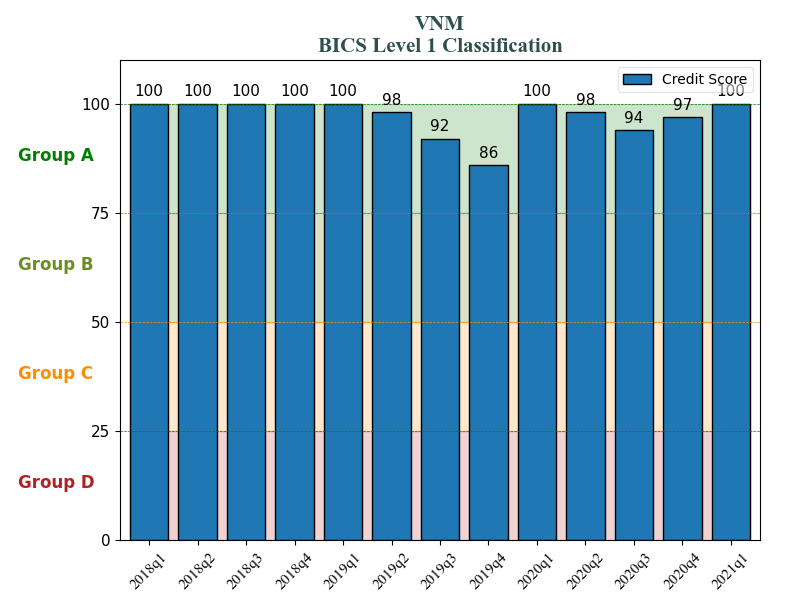 VNM
BICS Level 1 Classification
Credit Score
100 100 100 100 100 98 92 86 100 98 94 97 100
100
Group A
75
Group B
50
Group C
25
Group D
0
2018q1 2018q2 2018q3 2018q4 2019q1 2019q2 2019q3 2019q4 2020q1 2020q2 2020q3 2020q4 2021q1